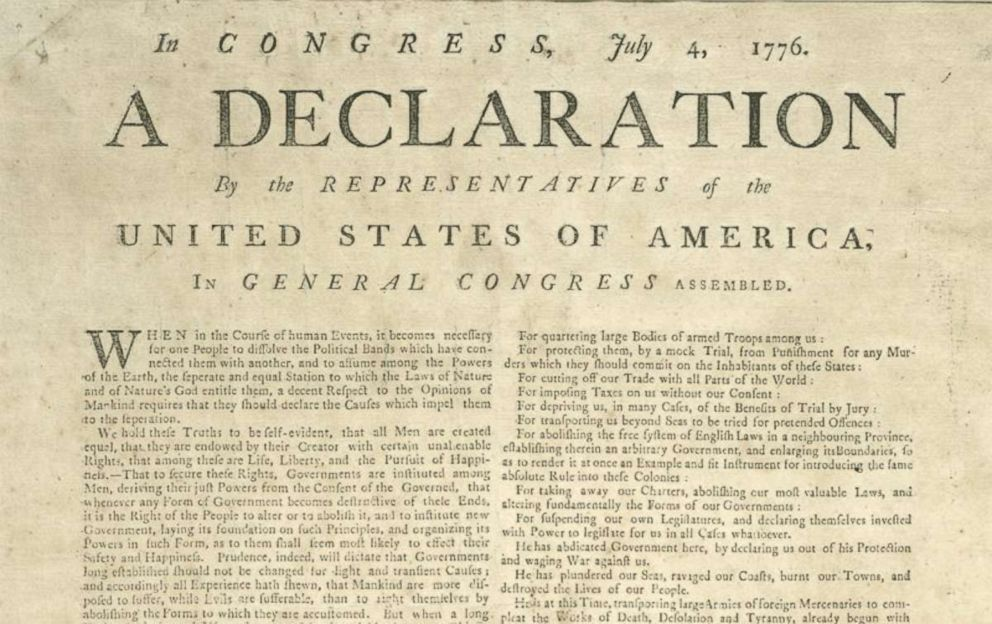 In CONGRESS, July 4, 1776.
A DECLARATION
By the REPRESENTATIVES of the
UNITED STATES OF AMERICA,
IN GENERAL CONGRESS ASSEMBLED.
WHEN in the Courſe of human Events, it becomes neceſſary
for one People to diſſolve the Political Bands which have con-
nected them with another, and to aſſume among the Powers
of the Earth, the ſeperate and equal Station to which the Laws of Nature
and of Nature's God entitle them, a decent Reſpect to the Opinions of
Mankind requires that they ſhould declare the Cauſes which impel them
to the ſeperation.
We hold theſe Truths to be ſelf-evident, that all Men are created
equal, that they are endowed by their Creator with certain unalienable
Rights, that among theſe are Life, Liberty, and the Purſuit of Happi-
neſs.—That to ſecure theſe Rights, Governments are inſtituted among
Men, deriving their juſt Powers from the Conſent of the Governed, that
whenever any Form of Government becomes deſtructive of theſe Ends,
it is the Right of the People to alter or to aboliſh it, and to inſtitute new
Government, laying its foundation on ſuch Principles, and organizing its
Powers in ſuch Form, as to them ſhall ſeem moſt likely to effect their
Safety and Happineſs. Prudence, indeed, will dictate that Governments
long eſtabliſhed ſhould not be changed for light and tranſient Cauſes;
and accordingly all Experience hath ſhewn, that Mankind are more diſ-
poſed to ſuffer, while Evils are ſufferable, than to right themſelves by
aboliſhing the Forms to which they are accuſtomed. But when a long
For quartering large Bodies of armed Troops among us:
For protecting them, by a mock Trial, from Puniſhment for any Mur-
ders which they ſhould commit on the Inhabitants of theſe States:
For cutting off our Trade with all Parts of the World:
For impoſing Taxes on us without our Conſent:
For depriving us, in many Caſes, of the Benefits of Trial by Jury:
For tranſporting us beyond Seas to be tried for pretended Offences:
For aboliſhing the free ſyſtem of Engliſh Laws in a neighbouring Province,
eſtabliſhing therein an arbitrary Government, and enlarging its Boundaries, ſo
as to render it at once an Example and fit Inſtrument for introducing the ſame
abſolute Rule into theſe Colonies:
For taking away our Charters, aboliſhing our moſt valuable Laws, and
altering fundamentally the Forms of our Governments:
For ſuſpending our own Legiſlatures, and declaring themſelves inveſted
with Power to legiſlate for us in all Caſes whatſoever.
He has abdicated Government here, by declaring us out of his Protection
and waging War againſt us.
He has plundered our Seas, ravaged our Coaſts, burnt our Towns, and
deſtroyed the Lives of our People.
He is at this Time, tranſporting large Armies of foreign Mercenaries to com-
pleat the Works of Death, Deſolation and Tyranny, already begun with